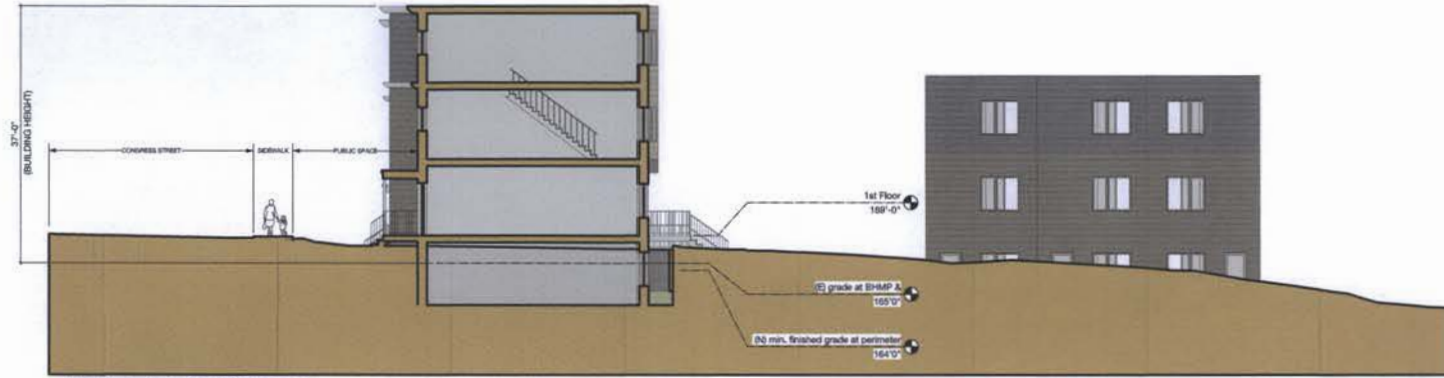 37'-0"
(BUILDING HEIGHT)
CONGRESS STREET
SIDEWALK
PUBLIC SPACE
1st Floor
169'-0"
(E) grade at BHMP &
165'0"
(N) min. finished grade at perimeter
164'0"